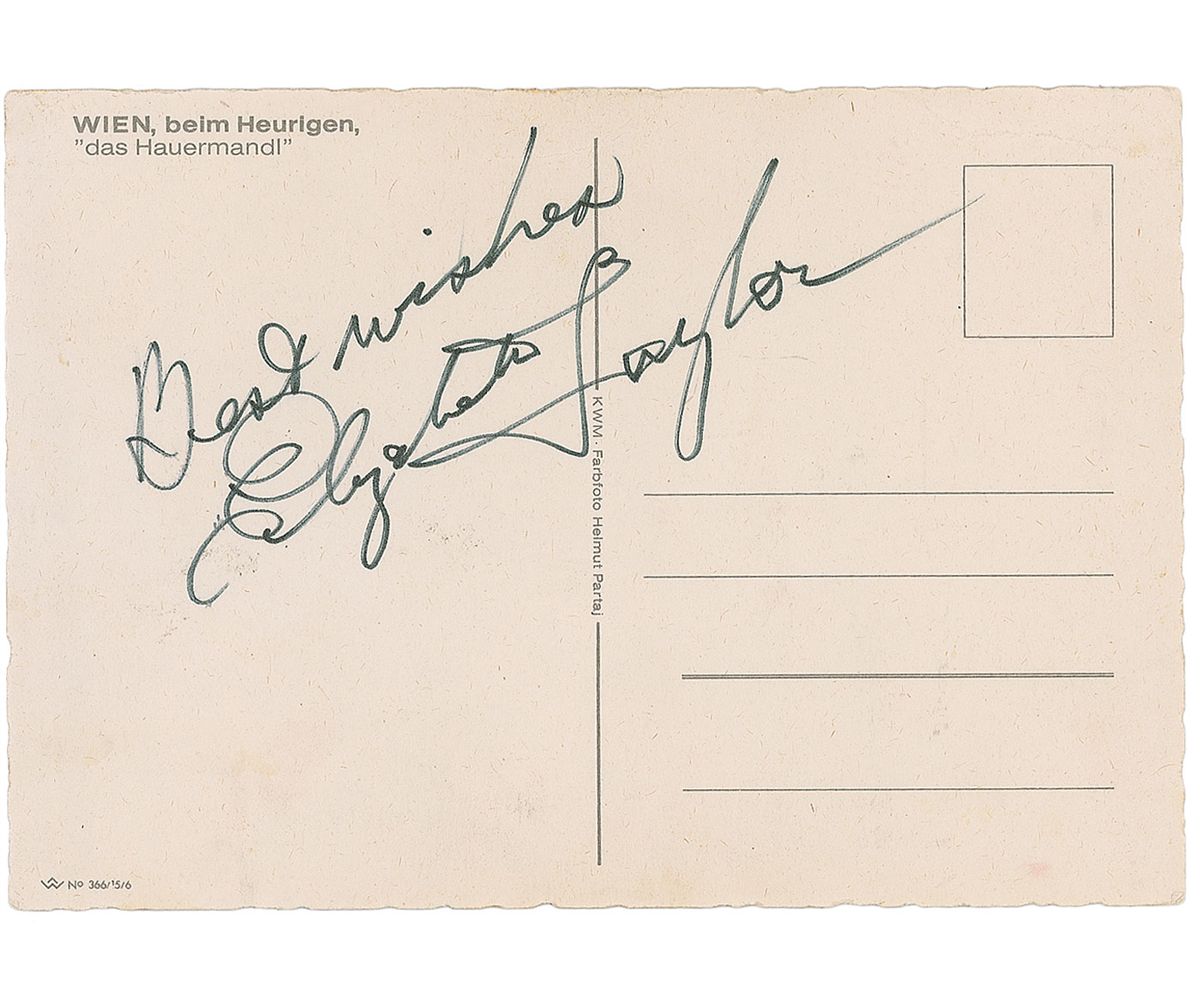 WIEN, beim Heurigen,
"das Hauermandl"
Best wishes
Elizabeth Taylor
KWM · Farbfoto Helmut Partaj
Nº 366/15/6